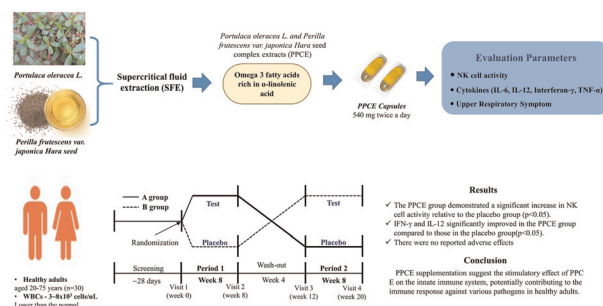 Portulaca oleracea L.
Perilla frutescens var.
japonica Hara seed
Supercritical fluid
extraction (SFE)
Portulaca oleracea L. and Perilla
frutescens var. japonica Hara seed
complex extracts (PPCE)
Omega 3 fatty acids
rich in α-linolenic
acid
PPCE Capsules
540 mg twice a day
Evaluation Parameters
● NK cell activity
● Cytokines (IL-6, IL-12, Interferon-γ, TNF-α)
● Upper Respiratory Symptom
• Healthy adults
aged 20-75 years (n=30)
• WBCs - 3~8x10³ cells/uL
Lower than the normal
A group
B group
Randomization
Test
Placebo
Test
Placebo
Screening
~28 days
Period 1
Week 8
Wash-out
Week 4
Period 2
Week 8
Visit 1
(week 0)
Visit 2
(week 8)
Visit 3
(week 12)
Visit 4
(week 20)
Results
✓ The PPCE group demonstrated a significant increase in NK
cell activity relative to the placebo group (p<0.05).
✓ IFN-γ and IL-12 significantly improved in the PPCE group
compared to those in the placebo group(p<0.05).
✓ There were no reported adverse effects
Conclusion
PPCE supplementation suggest the stimulatory effect of PPC
E on the innate immune system, potentially contributing to the
immune response against various pathogens in healthy adults.